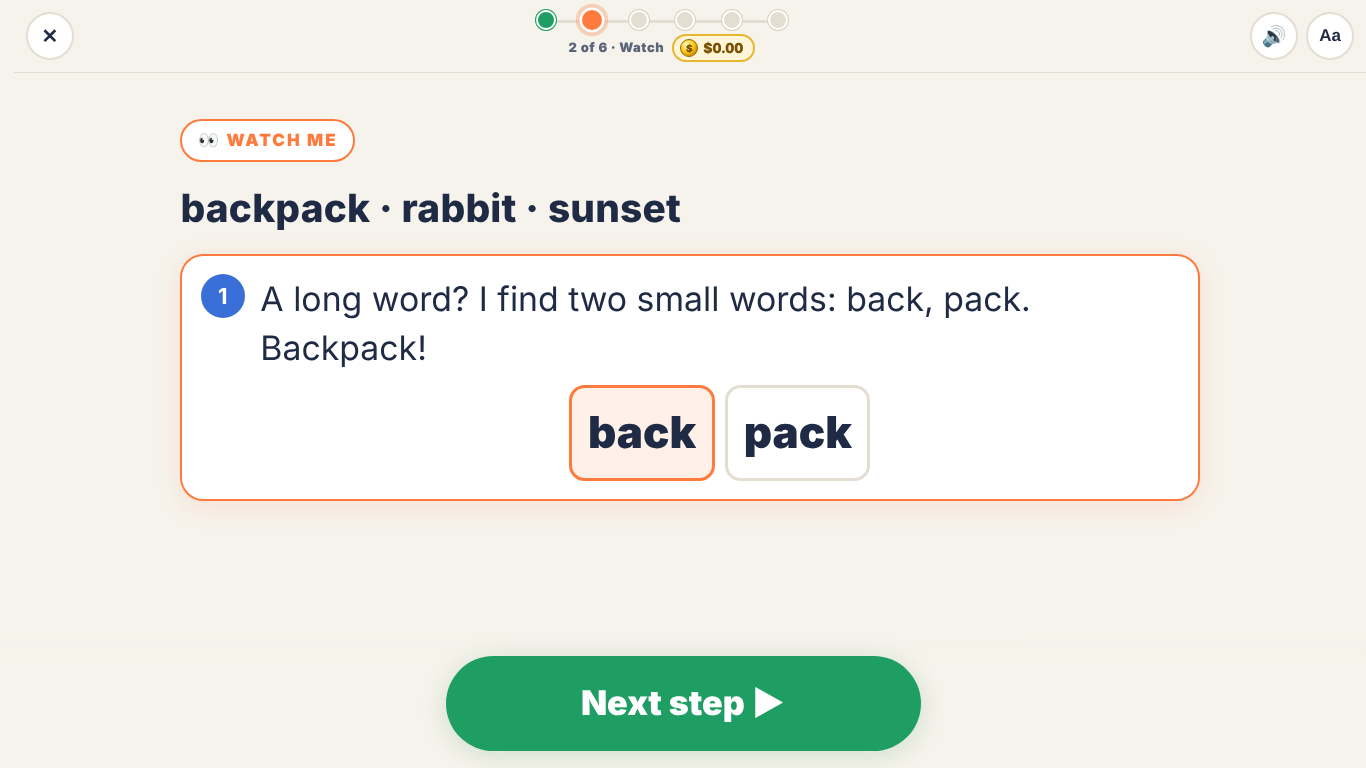 ✕
2 of 6 · Watch
$ $0.00
🔊
Aa
👀 WATCH ME
backpack · rabbit · sunset
1 A long word? I find two small words: back, pack.
Backpack!
back pack
Next step ▶